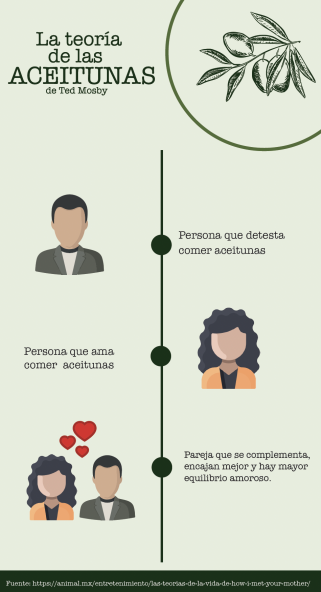 La teoría
de las
ACEITUNAS
de Ted Mosby
Persona que detesta
comer aceitunas
Persona que ama
comer aceitunas
Pareja que se complementa,
encajan mejor y hay mayor
equilibrio amoroso.
Fuente: https://animal.mx/entretenimiento/las-teorias-de-la-vida-de-how-i-met-your-mother/